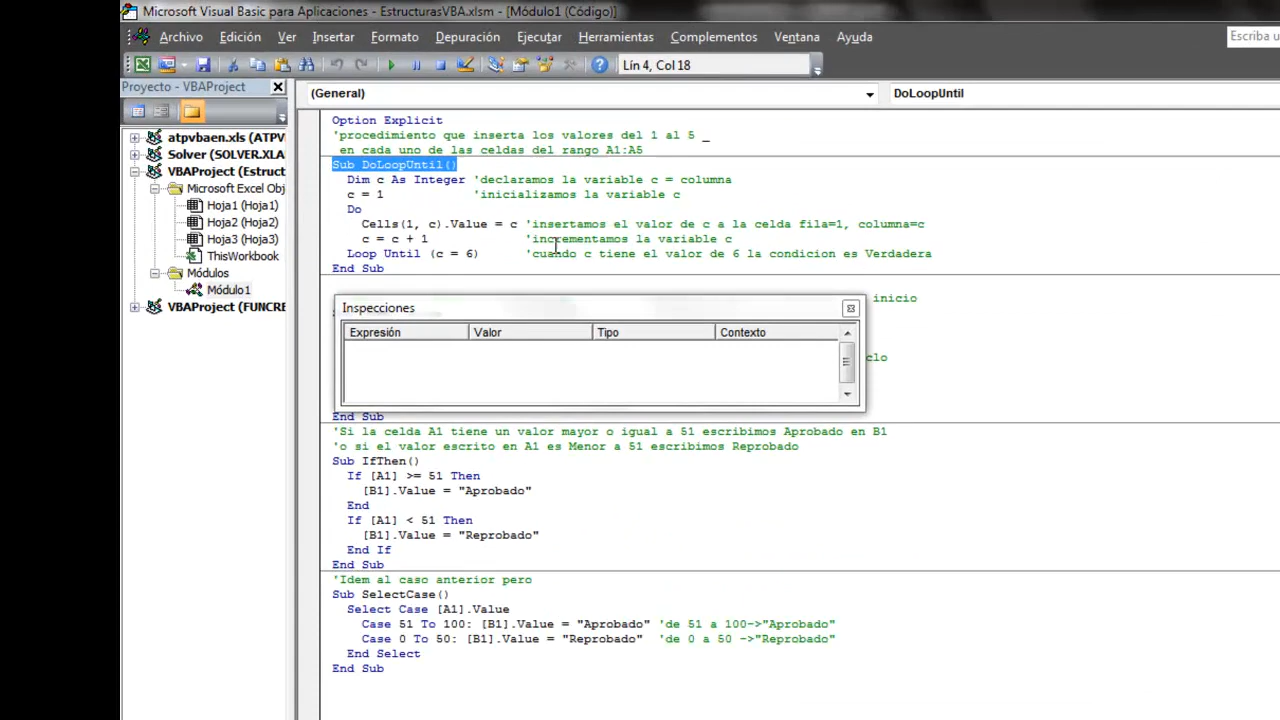 Microsoft Visual Basic para Aplicaciones - EstructurasVBA.xlsm - [Módulo1 (Código)]
Archivo Edición Ver Insertar Formato Depuración Ejecutar Herramientas Complementos Ventana Ayuda Escriba u
Lín 4, Col 18
Proyecto - VBAProject
(General) DoLoopUntil
atpvbaen.xls (ATPV
Solver (SOLVER.XLA
VBAProject (Estruct
Microsoft Excel Obj
Hoja1 (Hoja1)
Hoja2 (Hoja2)
Hoja3 (Hoja3)
ThisWorkbook
Módulos
Módulo1
VBAProject (FUNCRE
Option Explicit
'procedimiento que inserta los valores del 1 al 5 _
en cada uno de las celdas del rango A1:A5
Sub DoLoopUntil()
Dim c As Integer 'declaramos la variable c = columna
c = 1 'inicializamos la variable c
Do
Cells(1, c).Value = c 'insertamos el valor de c a la celda fila=1, columna=c
c = c + 1 'incrementamos la variable c
Loop Until (c = 6) 'cuando c tiene el valor de 6 la condicion es Verdadera
End Sub
inicio
Inspecciones
Expresión Valor Tipo Contexto
clo
End Sub
'Si la celda A1 tiene un valor mayor o igual a 51 escribimos Aprobado en B1
'o si el valor escrito en A1 es Menor a 51 escribimos Reprobado
Sub IfThen()
If [A1] >= 51 Then
[B1].Value = "Aprobado"
End
If [A1] < 51 Then
[B1].Value = "Reprobado"
End If
End Sub
'Idem al caso anterior pero
Sub SelectCase()
Select Case [A1].Value
Case 51 To 100: [B1].Value = "Aprobado" 'de 51 a 100->"Aprobado"
Case 0 To 50: [B1].Value = "Reprobado" 'de 0 a 50 ->"Reprobado"
End Select
End Sub